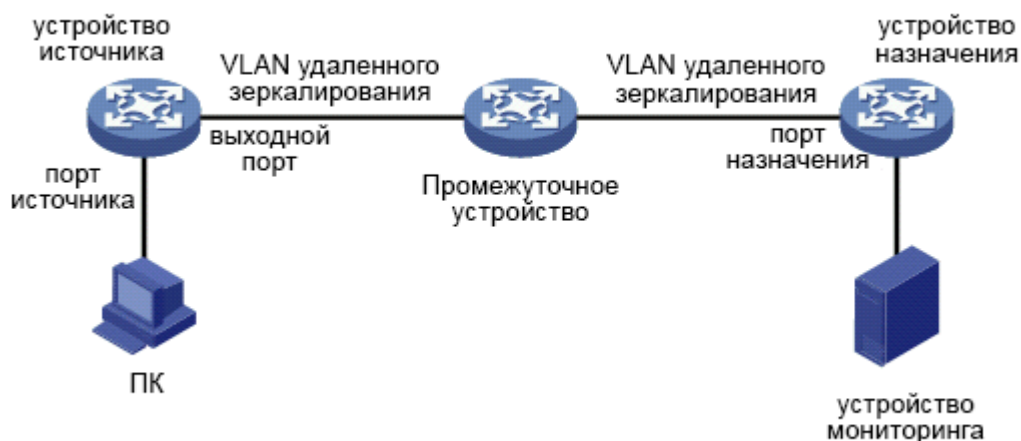 устройство
источника
VLAN удаленного
зеркалирования
VLAN удаленного
зеркалирования
устройство
назначения
выходной
порт
порт
назначения
порт
источника
Промежуточное
устройство
ПК
устройство
мониторинга